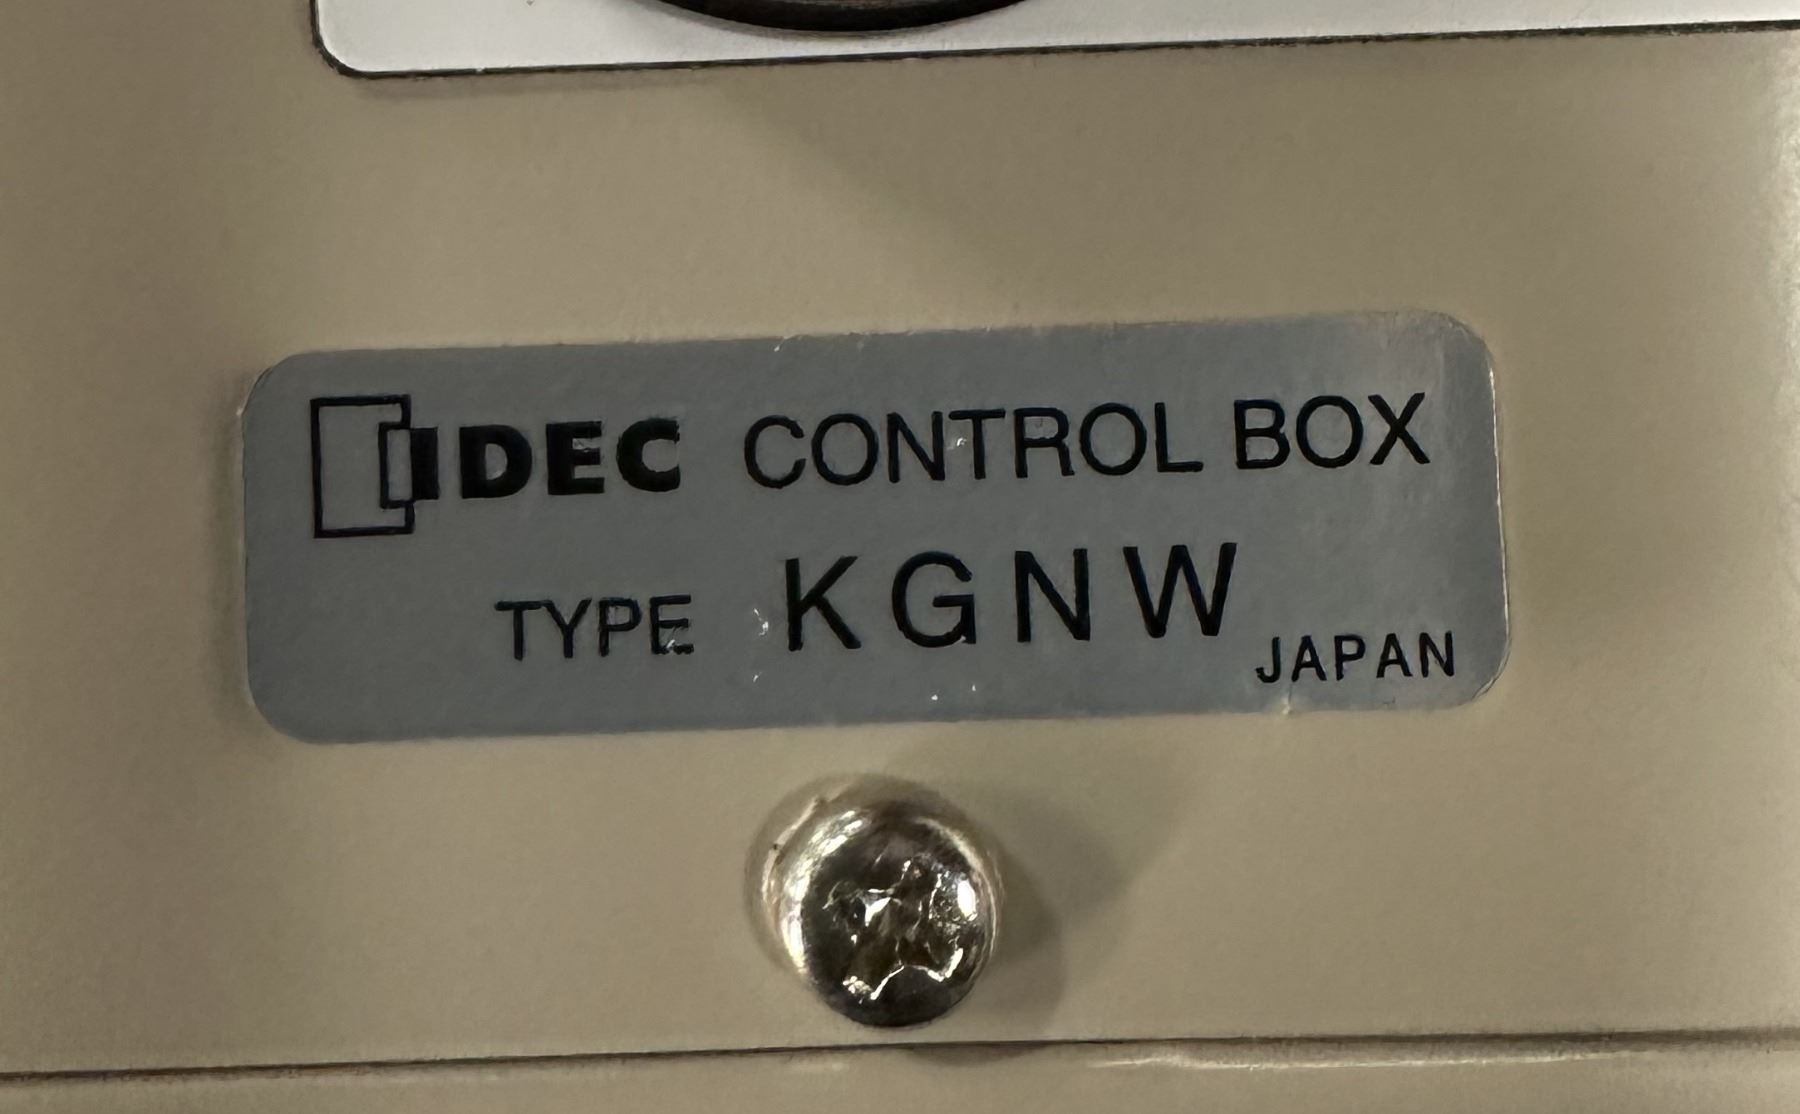 IDEC CONTROL BOX
TYPE KGNW
JAPAN